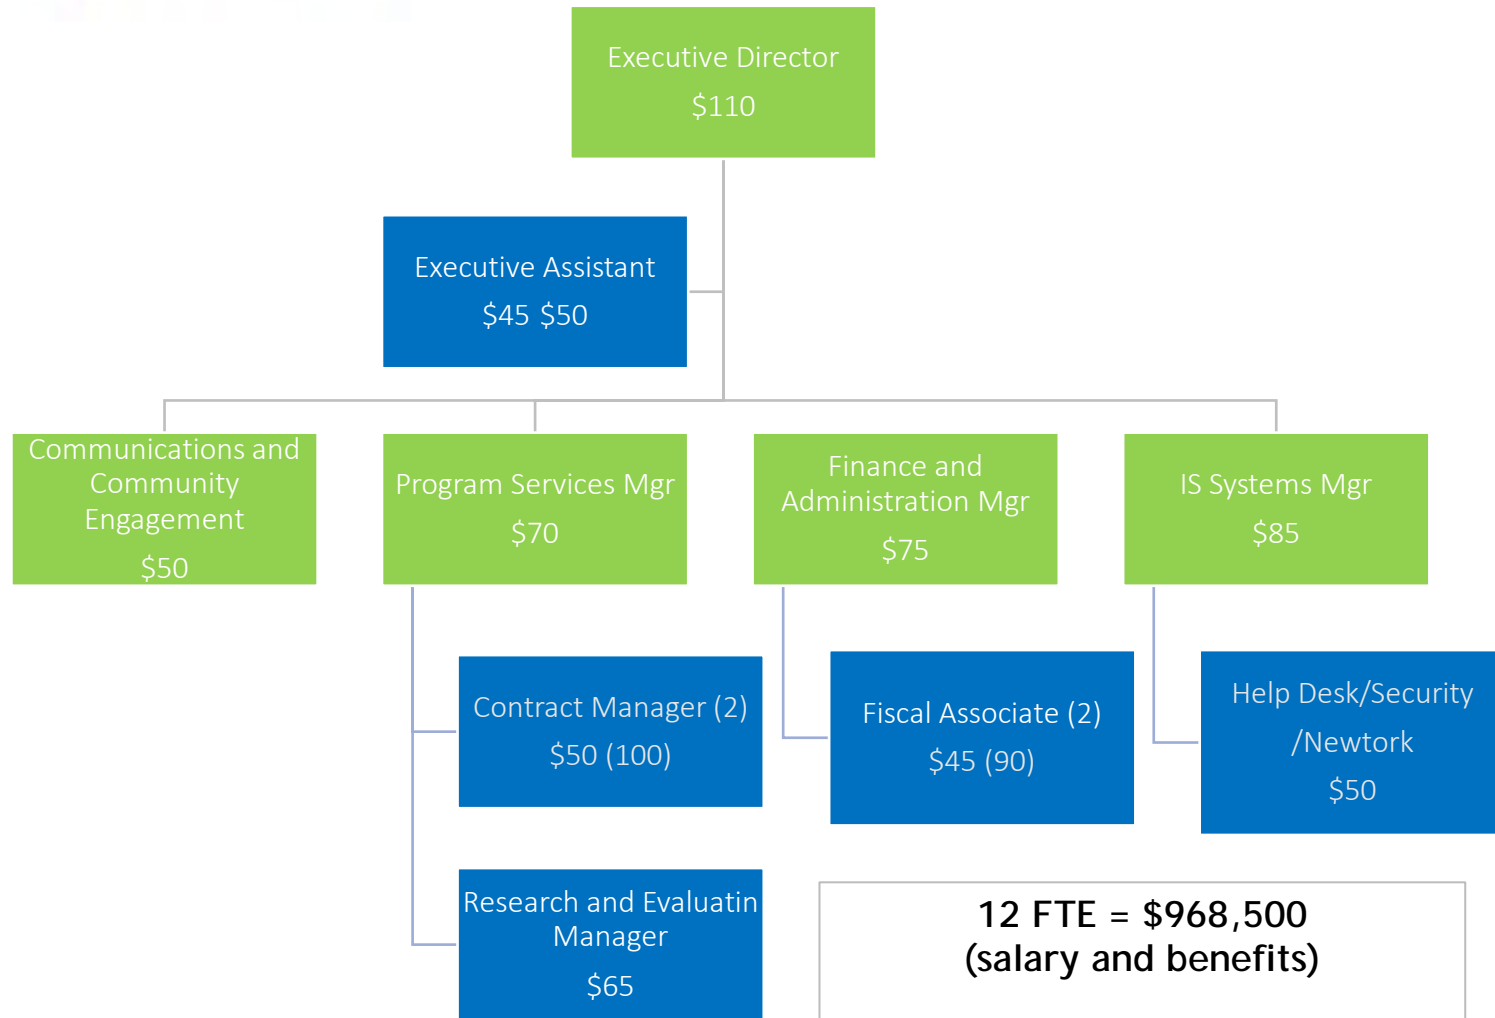 Executive Director
$110
Executive Assistant
$45 $50
Communications and
Community
Engagement
$50
Program Services Mgr
$70
Finance and
Administration Mgr
$75
IS Systems Mgr
$85
Contract Manager (2)
$50 (100)
Fiscal Associate (2)
$45 (90)
Help Desk/Security
/Newtork
$50
Research and Evaluatin
Manager
$65
12 FTE = $968,500
(salary and benefits)